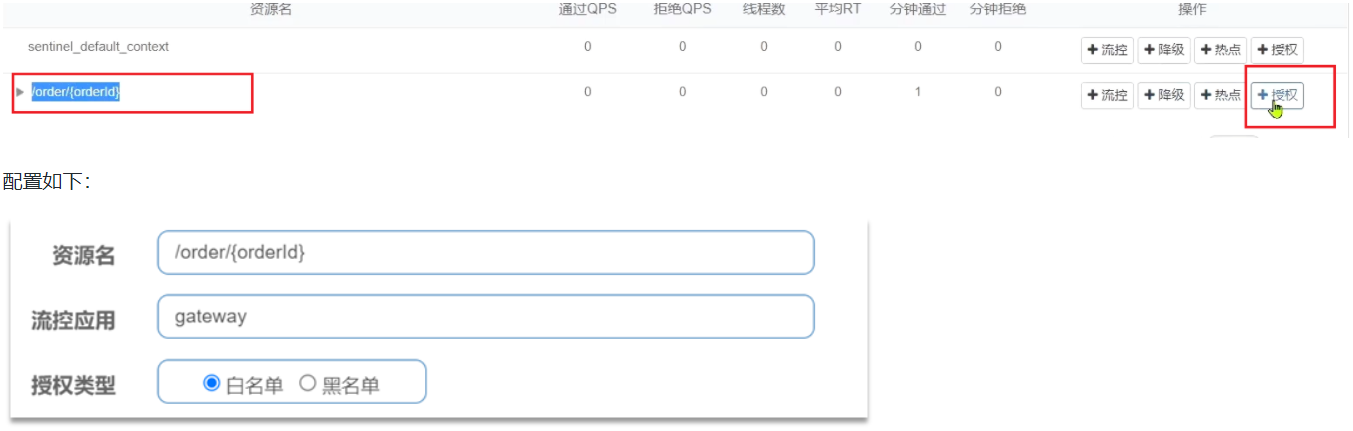 资源名 通过QPS 拒绝QPS 线程数 平均RT 分钟通过 分钟拒绝 操作
sentinel_default_context 0 0 0 0 0 0 +流控 +降级 +热点 +授权
/order/{orderId} 0 0 0 0 1 0 +流控 +降级 +热点 +授权
配置如下：
资源名 /order/{orderId}
流控应用 gateway
授权类型 白名单 黑名单